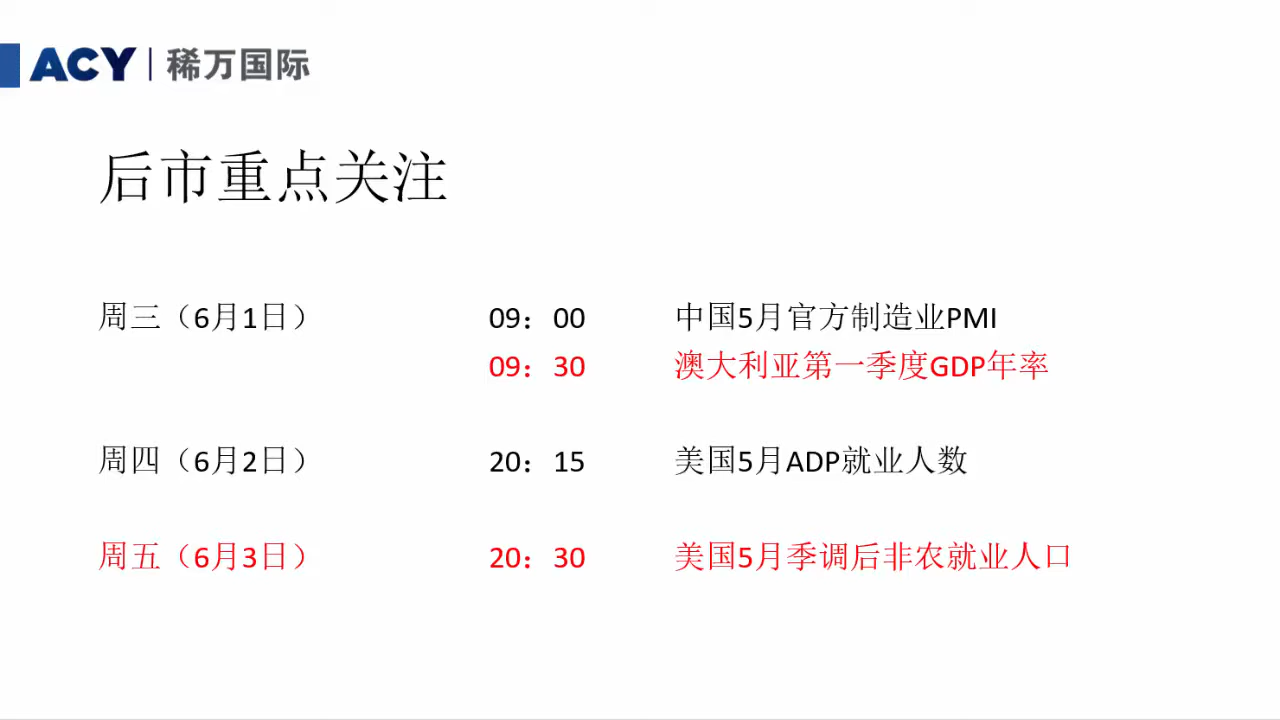 ACY | 稀万国际
后市重点关注
周三（6月1日） 09：00 中国5月官方制造业PMI
09：30 澳大利亚第一季度GDP年率
周四（6月2日） 20：15 美国5月ADP就业人数
周五（6月3日） 20：30 美国5月季调后非农就业人口